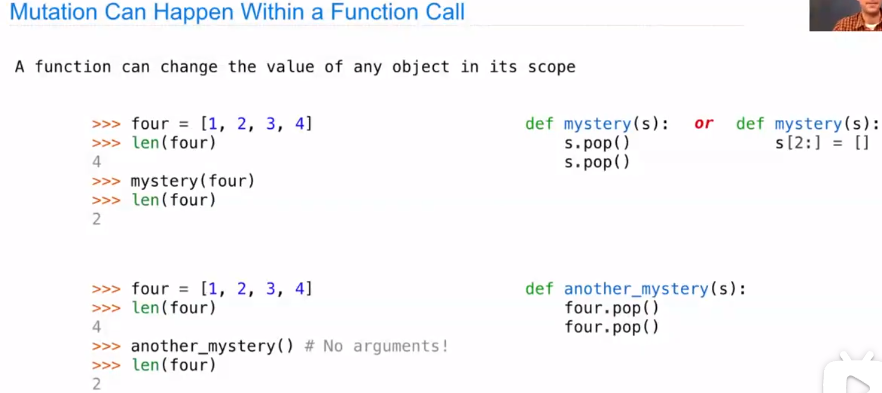 Mutation Can Happen Within a Function Call
A function can change the value of any object in its scope
>>> four = [1, 2, 3, 4]
>>> len(four)
4
>>> mystery(four)
>>> len(four)
2
def mystery(s): or def mystery(s):
s.pop() s[2:] = []
s.pop()
>>> four = [1, 2, 3, 4]
>>> len(four)
4
>>> another_mystery() # No arguments!
>>> len(four)
2
def another_mystery(s):
four.pop()
four.pop()